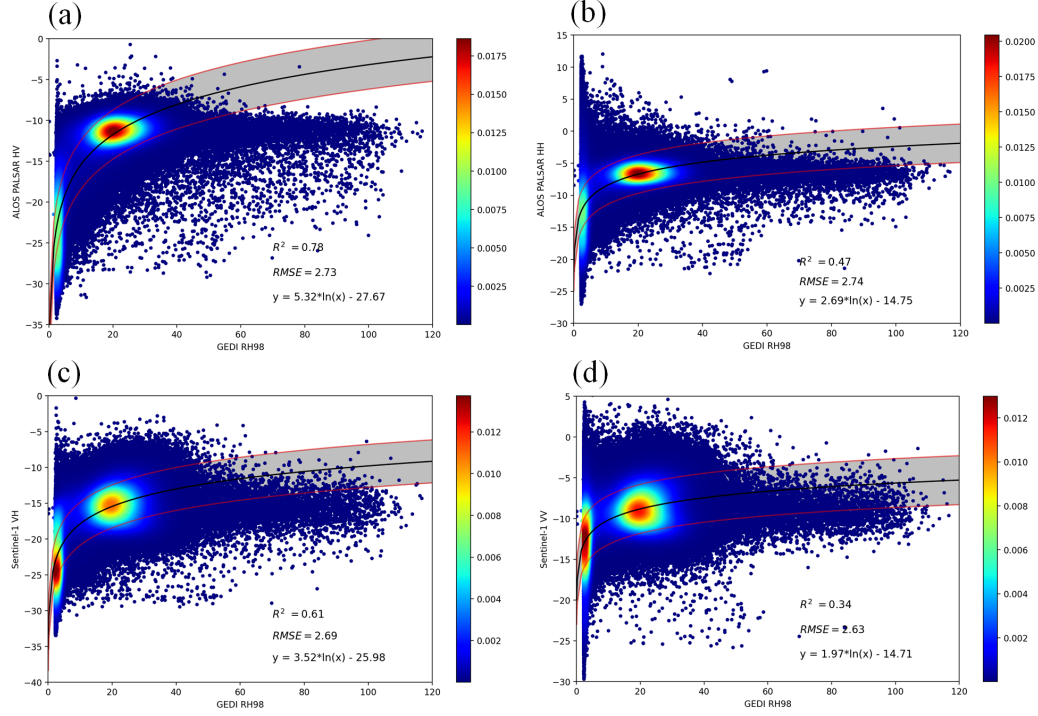 (a)
0
−5
−10
−15
−20
−25
−30
−35
ALOS PALSAR HV
0 20 40 60 80 100 120
GEDI RH98
R² = 0.78
RMSE = 2.73
y = 5.32*ln(x) - 27.67
0.0175
0.0150
0.0125
0.0100
0.0075
0.0050
0.0025
(b)
15
10
5
0
−5
−10
−15
−20
−25
−30
ALOS PALSAR HH
0 20 40 60 80 100 120
GEDI RH98
R² = 0.47
RMSE = 2.74
y = 2.69*ln(x) - 14.75
0.0200
0.0175
0.0150
0.0125
0.0100
0.0075
0.0050
0.0025
0.0000
(c)
0
−5
−10
−15
−20
−25
−30
−35
−40
Sentinel-1 VH
0 20 40 60 80 100 120
GEDI RH98
R² = 0.61
RMSE = 2.69
y = 3.52*ln(x) - 25.98
0.012
0.010
0.008
0.006
0.004
0.002
(d)
5
0
−5
−10
−15
−20
−25
−30
Sentinel-1 VV
0 20 40 60 80 100 120
GEDI RH98
R² = 0.34
RMSE = 2.63
y = 1.97*ln(x) - 14.71
0.012
0.010
0.008
0.006
0.004
0.002